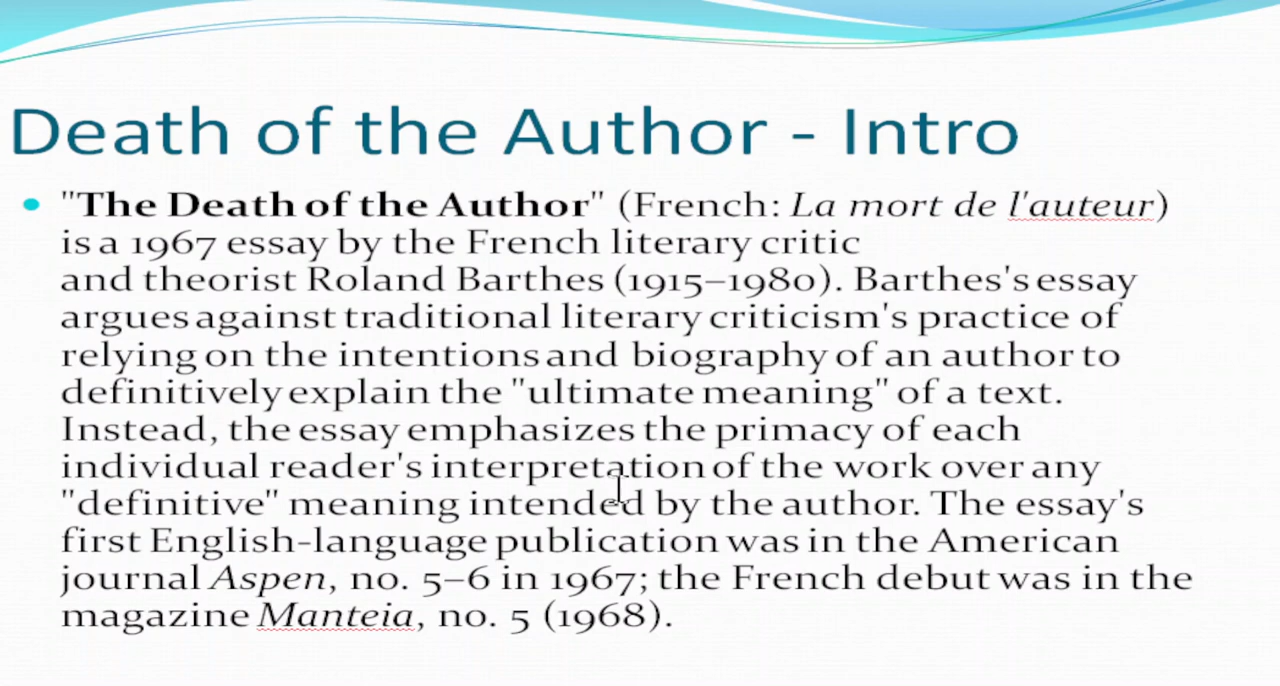 Death of the Author - Intro
• "The Death of the Author" (French: La mort de l'auteur)
is a 1967 essay by the French literary critic
and theorist Roland Barthes (1915–1980). Barthes's essay
argues against traditional literary criticism's practice of
relying on the intentions and biography of an author to
definitively explain the "ultimate meaning" of a text.
Instead, the essay emphasizes the primacy of each
individual reader's interpretation of the work over any
"definitive" meaning intended by the author. The essay's
first English-language publication was in the American
journal Aspen, no. 5–6 in 1967; the French debut was in the
magazine Manteia, no. 5 (1968).